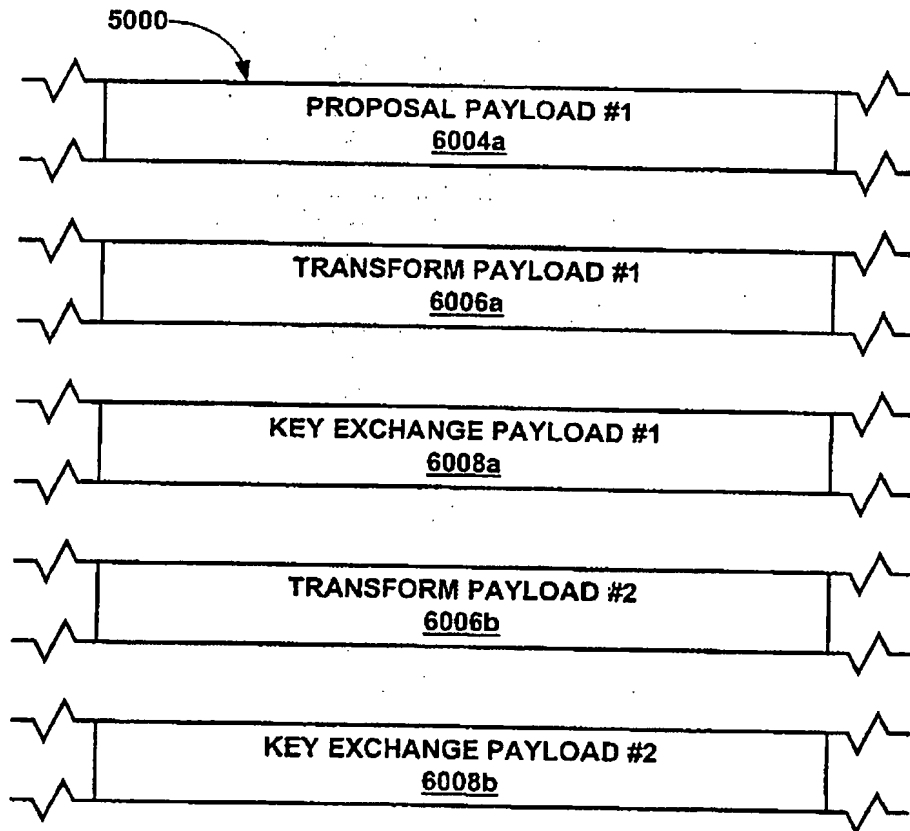 5000
PROPOSAL PAYLOAD #1
6004a
TRANSFORM PAYLOAD #1
6006a
KEY EXCHANGE PAYLOAD #1
6008a
TRANSFORM PAYLOAD #2
6006b
KEY EXCHANGE PAYLOAD #2
6008b